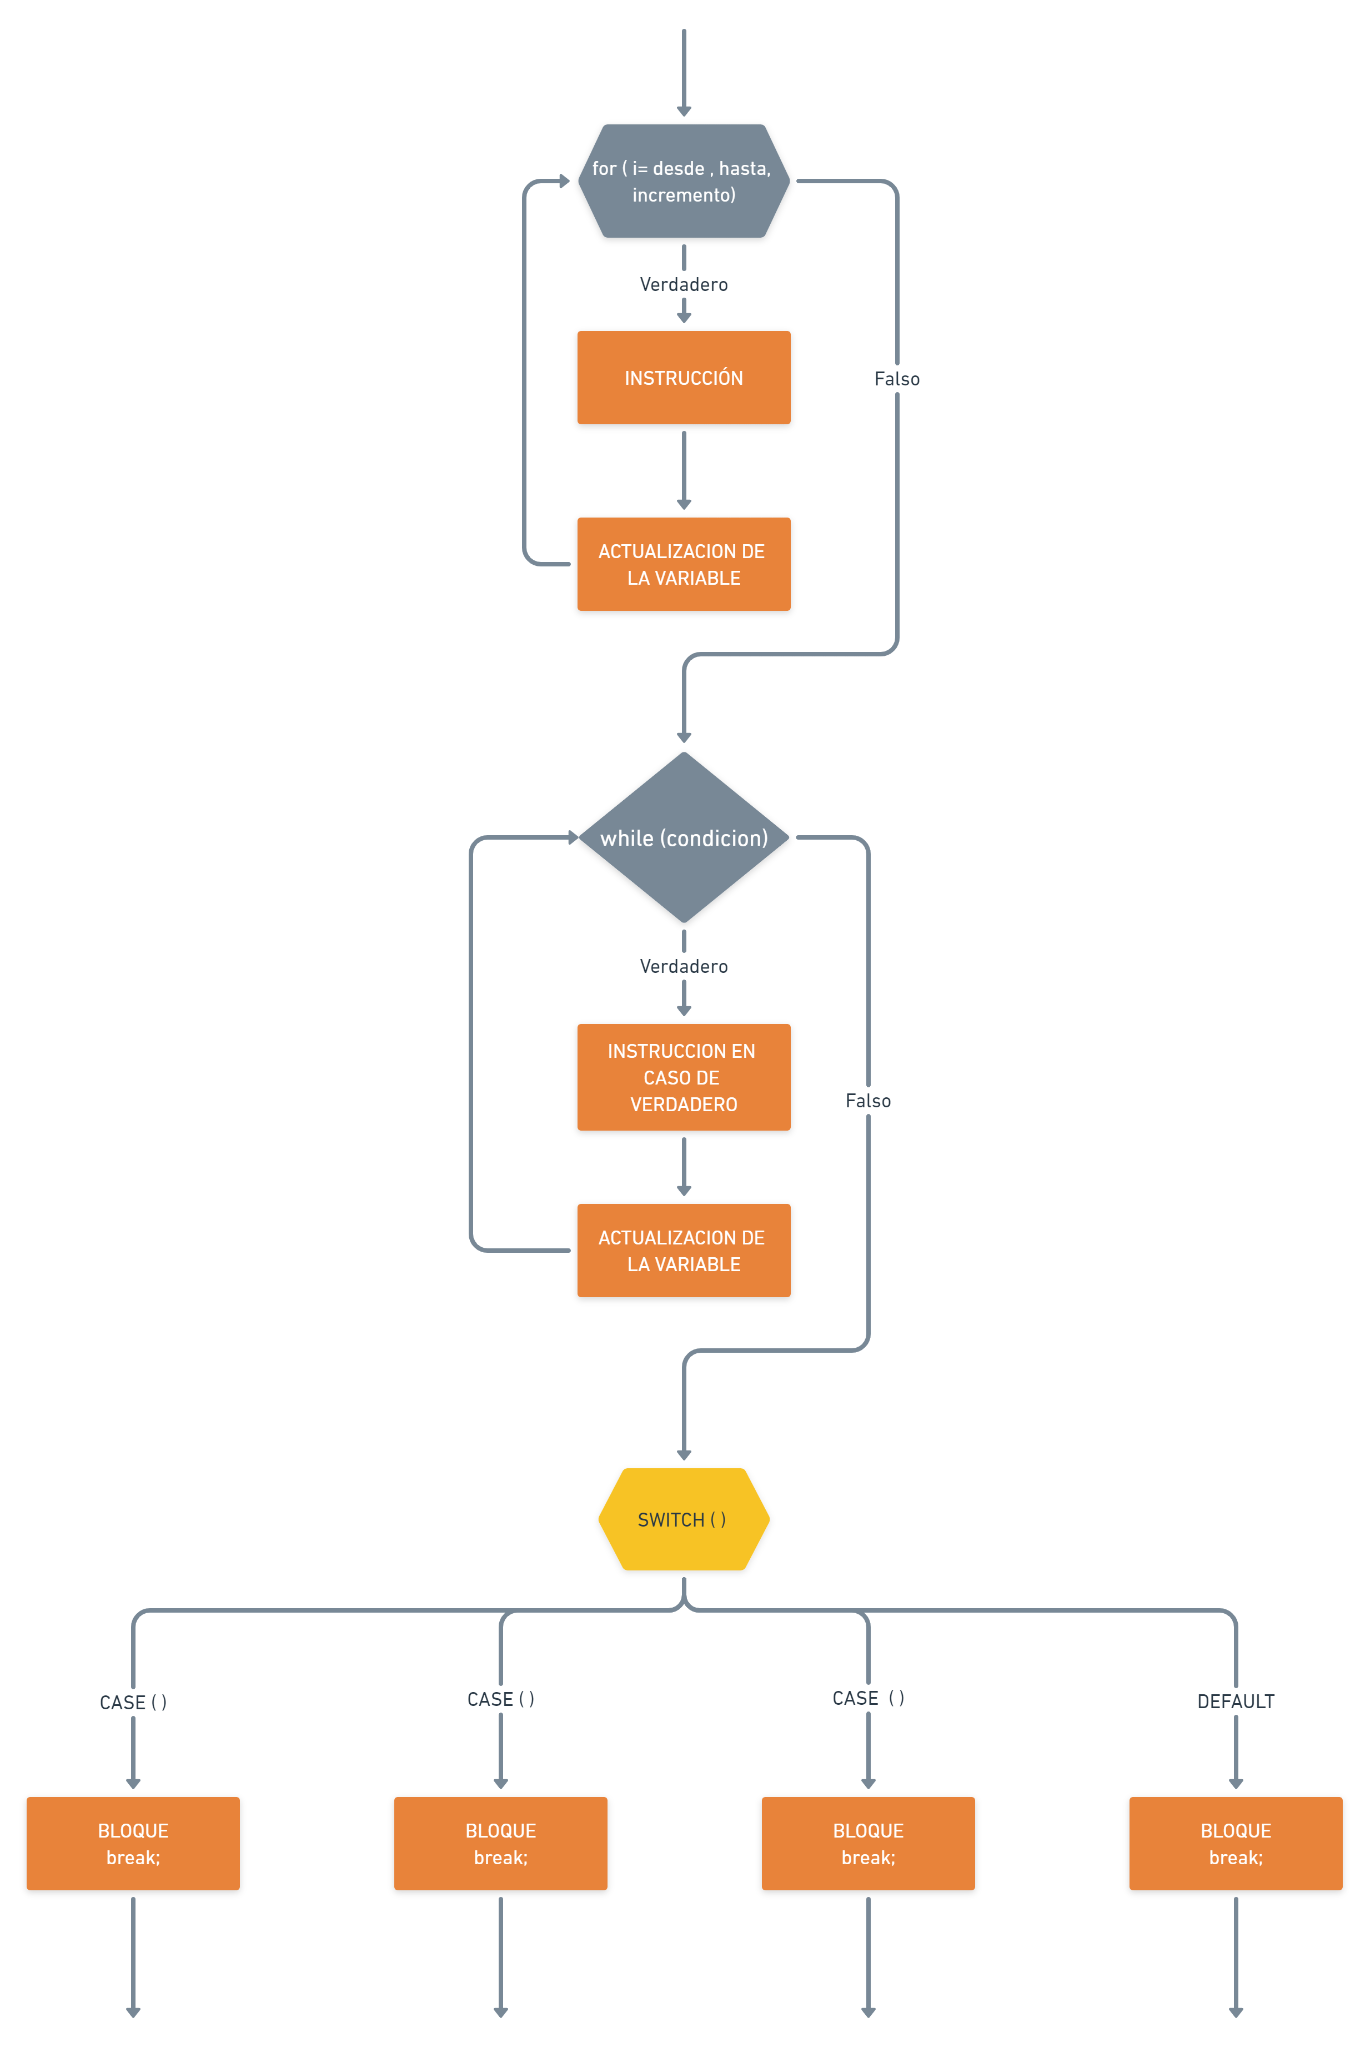 for ( i= desde , hasta,
incremento)
Verdadero
INSTRUCCIÓN
Falso
ACTUALIZACION DE
LA VARIABLE
while (condicion)
Verdadero
INSTRUCCION EN
CASO DE
VERDADERO
Falso
ACTUALIZACION DE
LA VARIABLE
SWITCH ( )
CASE ( )
CASE ( )
CASE  ( )
DEFAULT
BLOQUE
break;
BLOQUE
break;
BLOQUE
break;
BLOQUE
break;